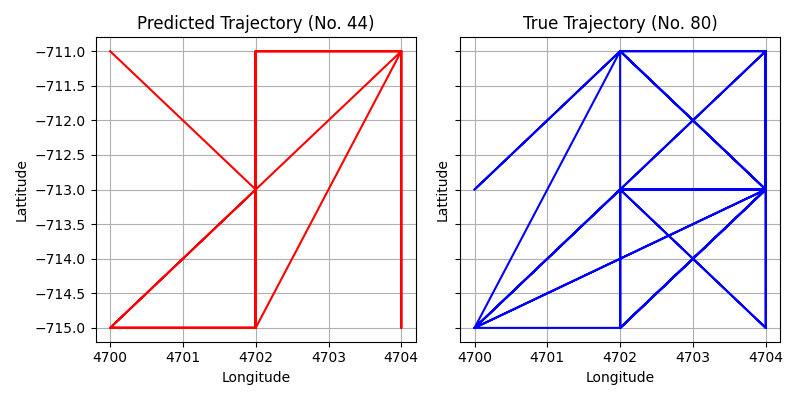 Predicted Trajectory (No. 44)
−711.0
−711.5
−712.0
−712.5
−713.0
−713.5
−714.0
−714.5
−715.0
Lattitude
4700 4701 4702 4703 4704
Longitude
True Trajectory (No. 80)
Lattitude
4700 4701 4702 4703 4704
Longitude